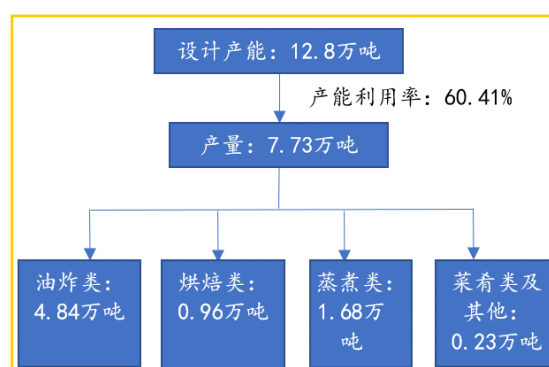 设计产能：12.8万吨
产能利用率：60.41%
产量：7.73万吨
油炸类：
4.84万吨
烘焙类：
0.96万吨
蒸煮类：
1.68万
吨
菜肴类及
其他：
0.23万吨